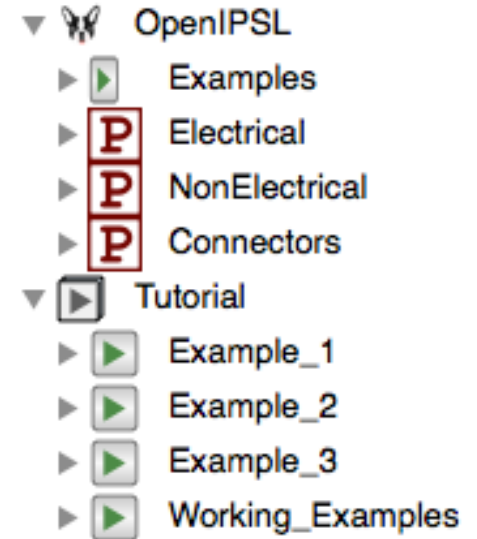 OpenIPSL
Examples
P Electrical
P NonElectrical
P Connectors
Tutorial
Example_1
Example_2
Example_3
Working_Examples